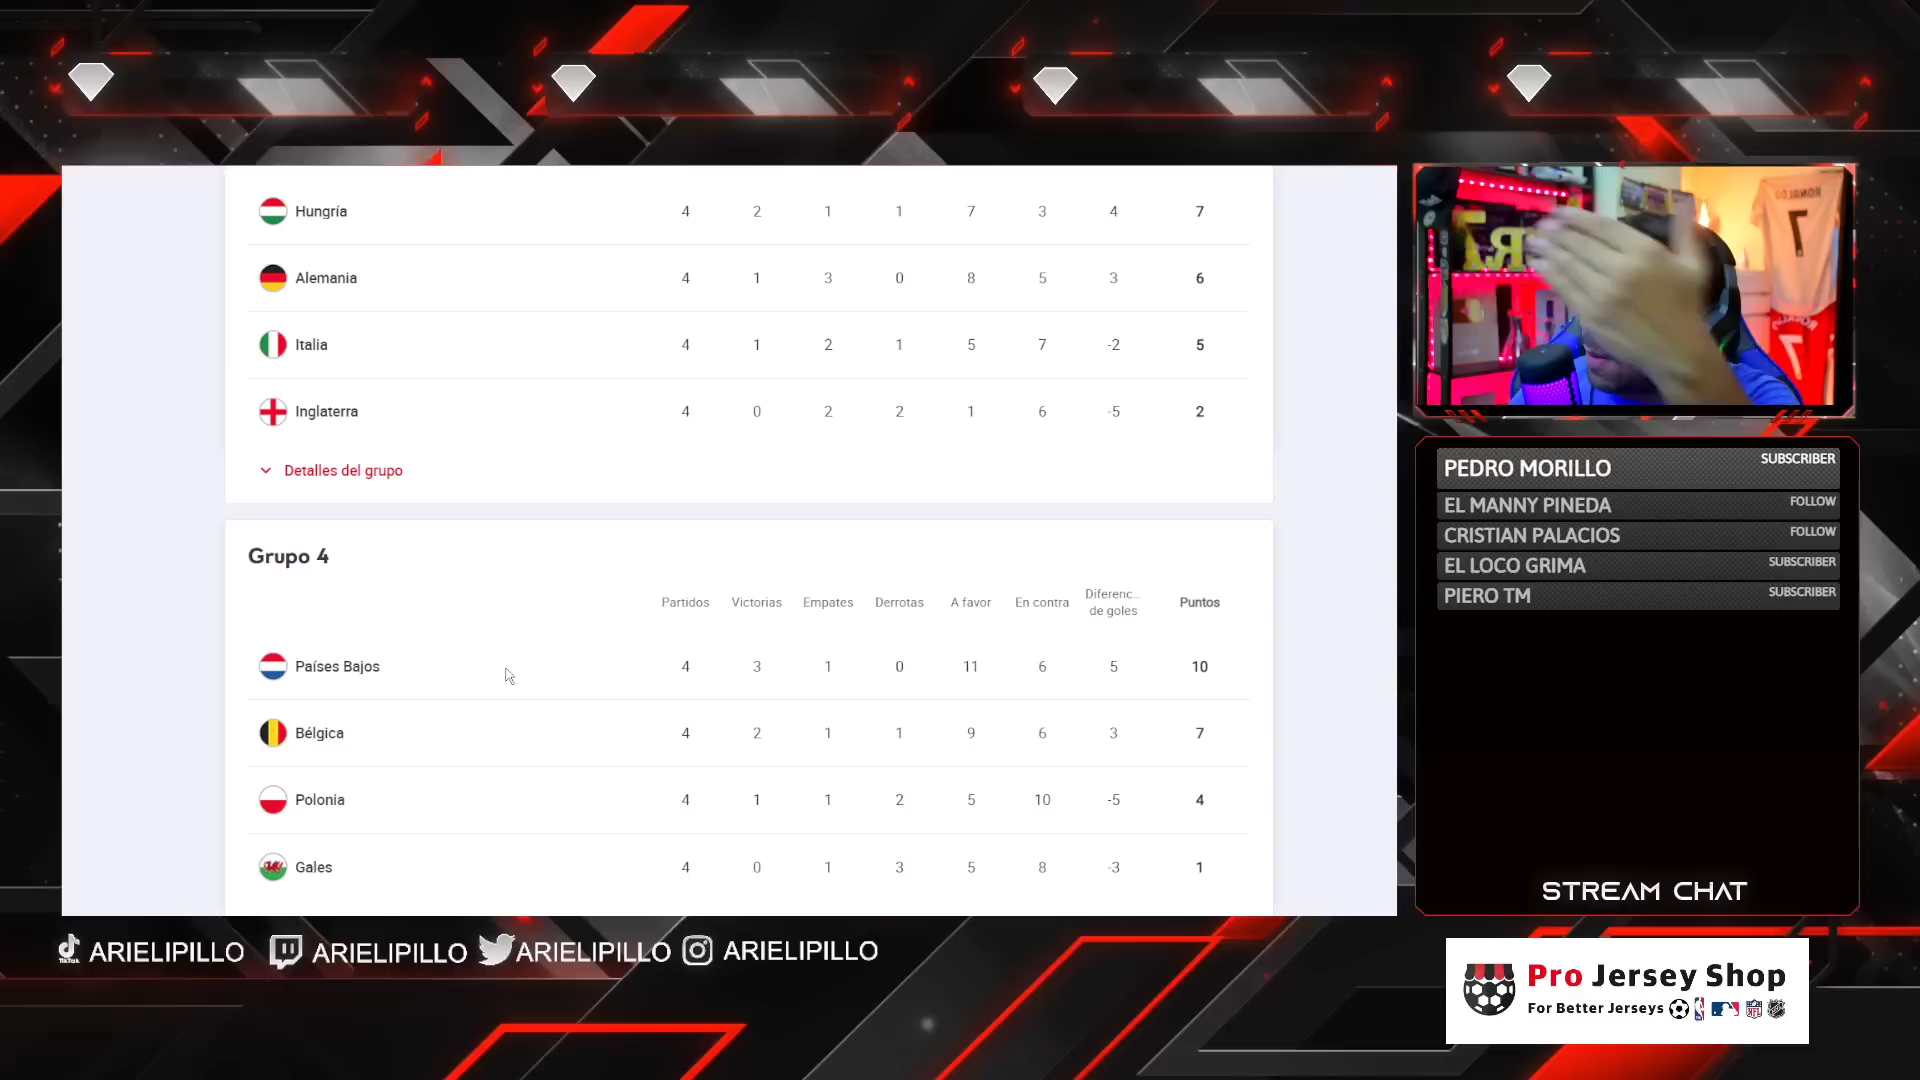 Hungría 4 2 1 1 7 3 4 7
Alemania 4 1 3 0 8 5 3 6
Italia 4 1 2 1 5 7 -2 5
Inglaterra 4 0 2 2 1 6 -5 2
Detalles del grupo
Grupo 4
Partidos Victorias Empates Derrotas A favor En contra Diferenc... de goles Puntos
Países Bajos 4 3 1 0 11 6 5 10
Bélgica 4 2 1 1 9 6 3 7
Polonia 4 1 1 2 5 10 -5 4
Gales 4 0 1 3 5 8 -3 1
RONALDO
7
RONALDO
7
PEDRO MORILLO SUBSCRIBER
EL MANNY PINEDA FOLLOW
CRISTIAN PALACIOS FOLLOW
EL LOCO GRIMA SUBSCRIBER
PIERO TM SUBSCRIBER
STREAM CHAT
TikTok ARIELIPILLO ARIELIPILLO ARIELIPILLO ARIELIPILLO
Pro Jersey Shop
For Better Jerseys